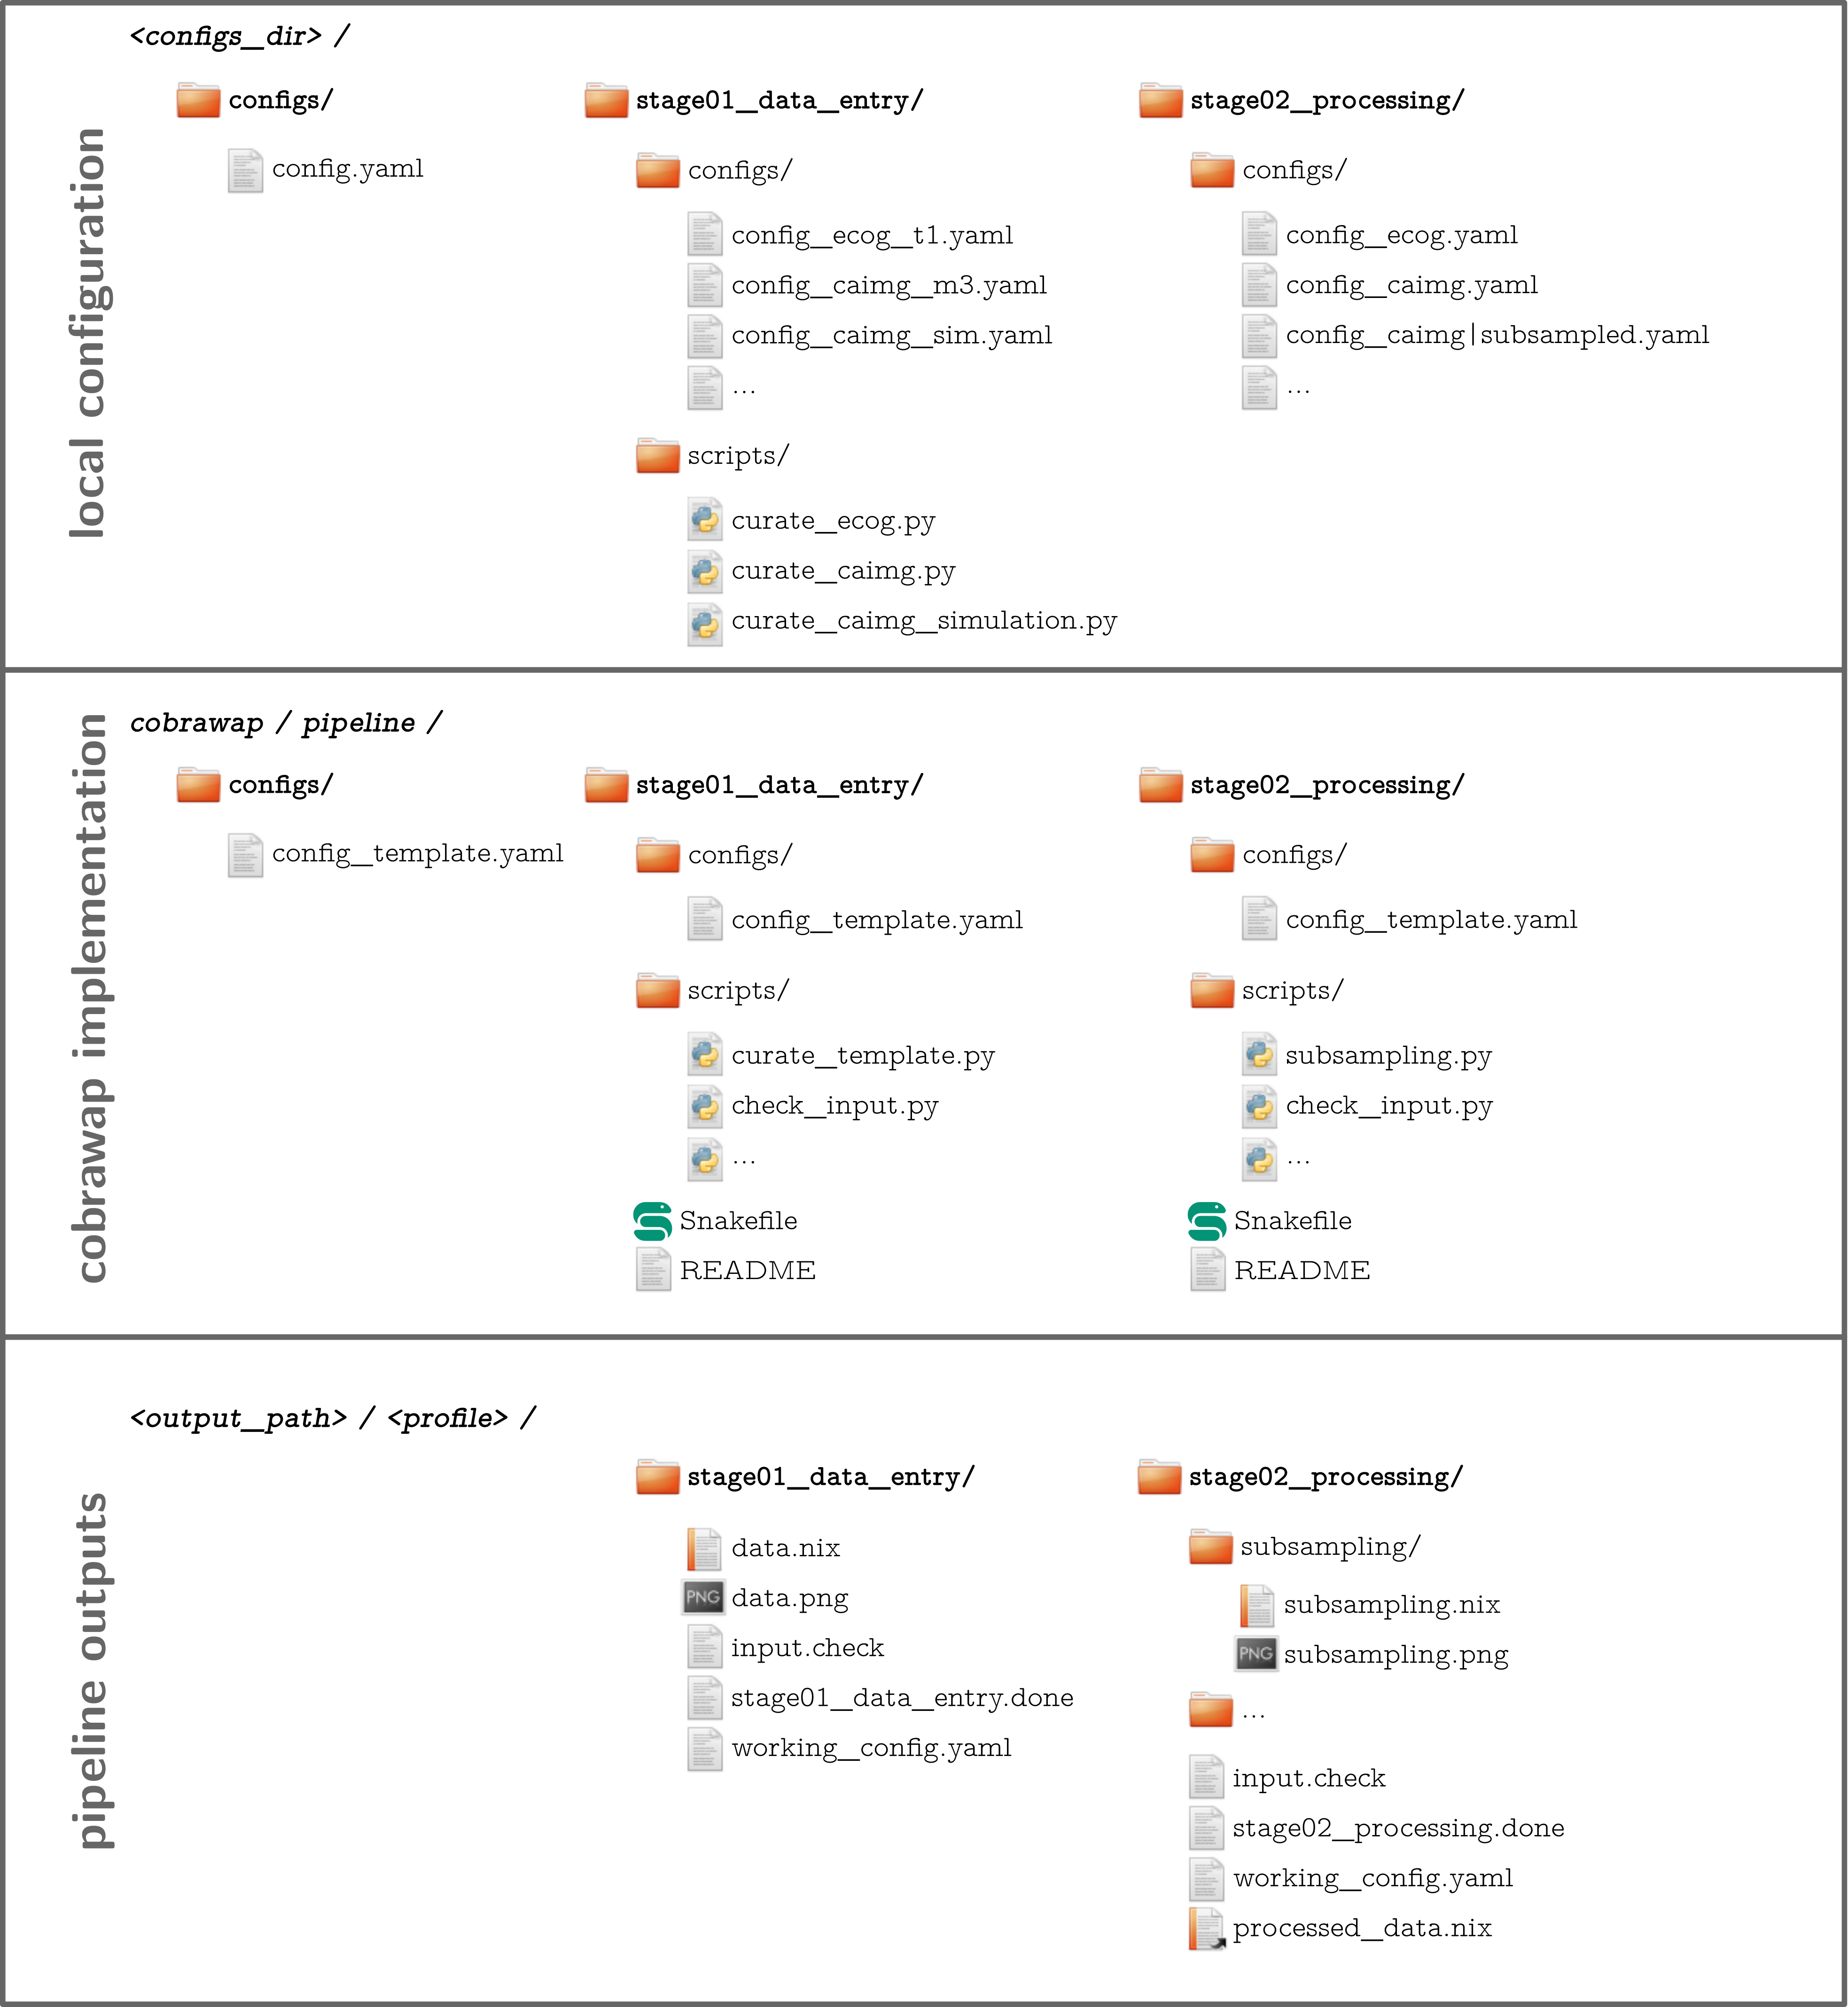 local configuration
<configs_dir> /
configs/
config.yaml
stage01_data_entry/
configs/
config_ecog_t1.yaml
config_caimg_m3.yaml
config_caimg_sim.yaml
...
scripts/
curate_ecog.py
curate_caimg.py
curate_caimg_simulation.py
stage02_processing/
configs/
config_ecog.yaml
config_caimg.yaml
config_caimg|subsampled.yaml
...
cobrawap implementation
cobrawap / pipeline /
configs/
config_template.yaml
stage01_data_entry/
configs/
config_template.yaml
scripts/
curate_template.py
check_input.py
...
Snakefile
README
stage02_processing/
configs/
config_template.yaml
scripts/
subsampling.py
check_input.py
...
Snakefile
README
pipeline outputs
<output_path> / <profile> /
stage01_data_entry/
data.nix
PNG data.png
input.check
stage01_data_entry.done
working_config.yaml
stage02_processing/
subsampling/
subsampling.nix
PNG subsampling.png
...
input.check
stage02_processing.done
working_config.yaml
processed_data.nix